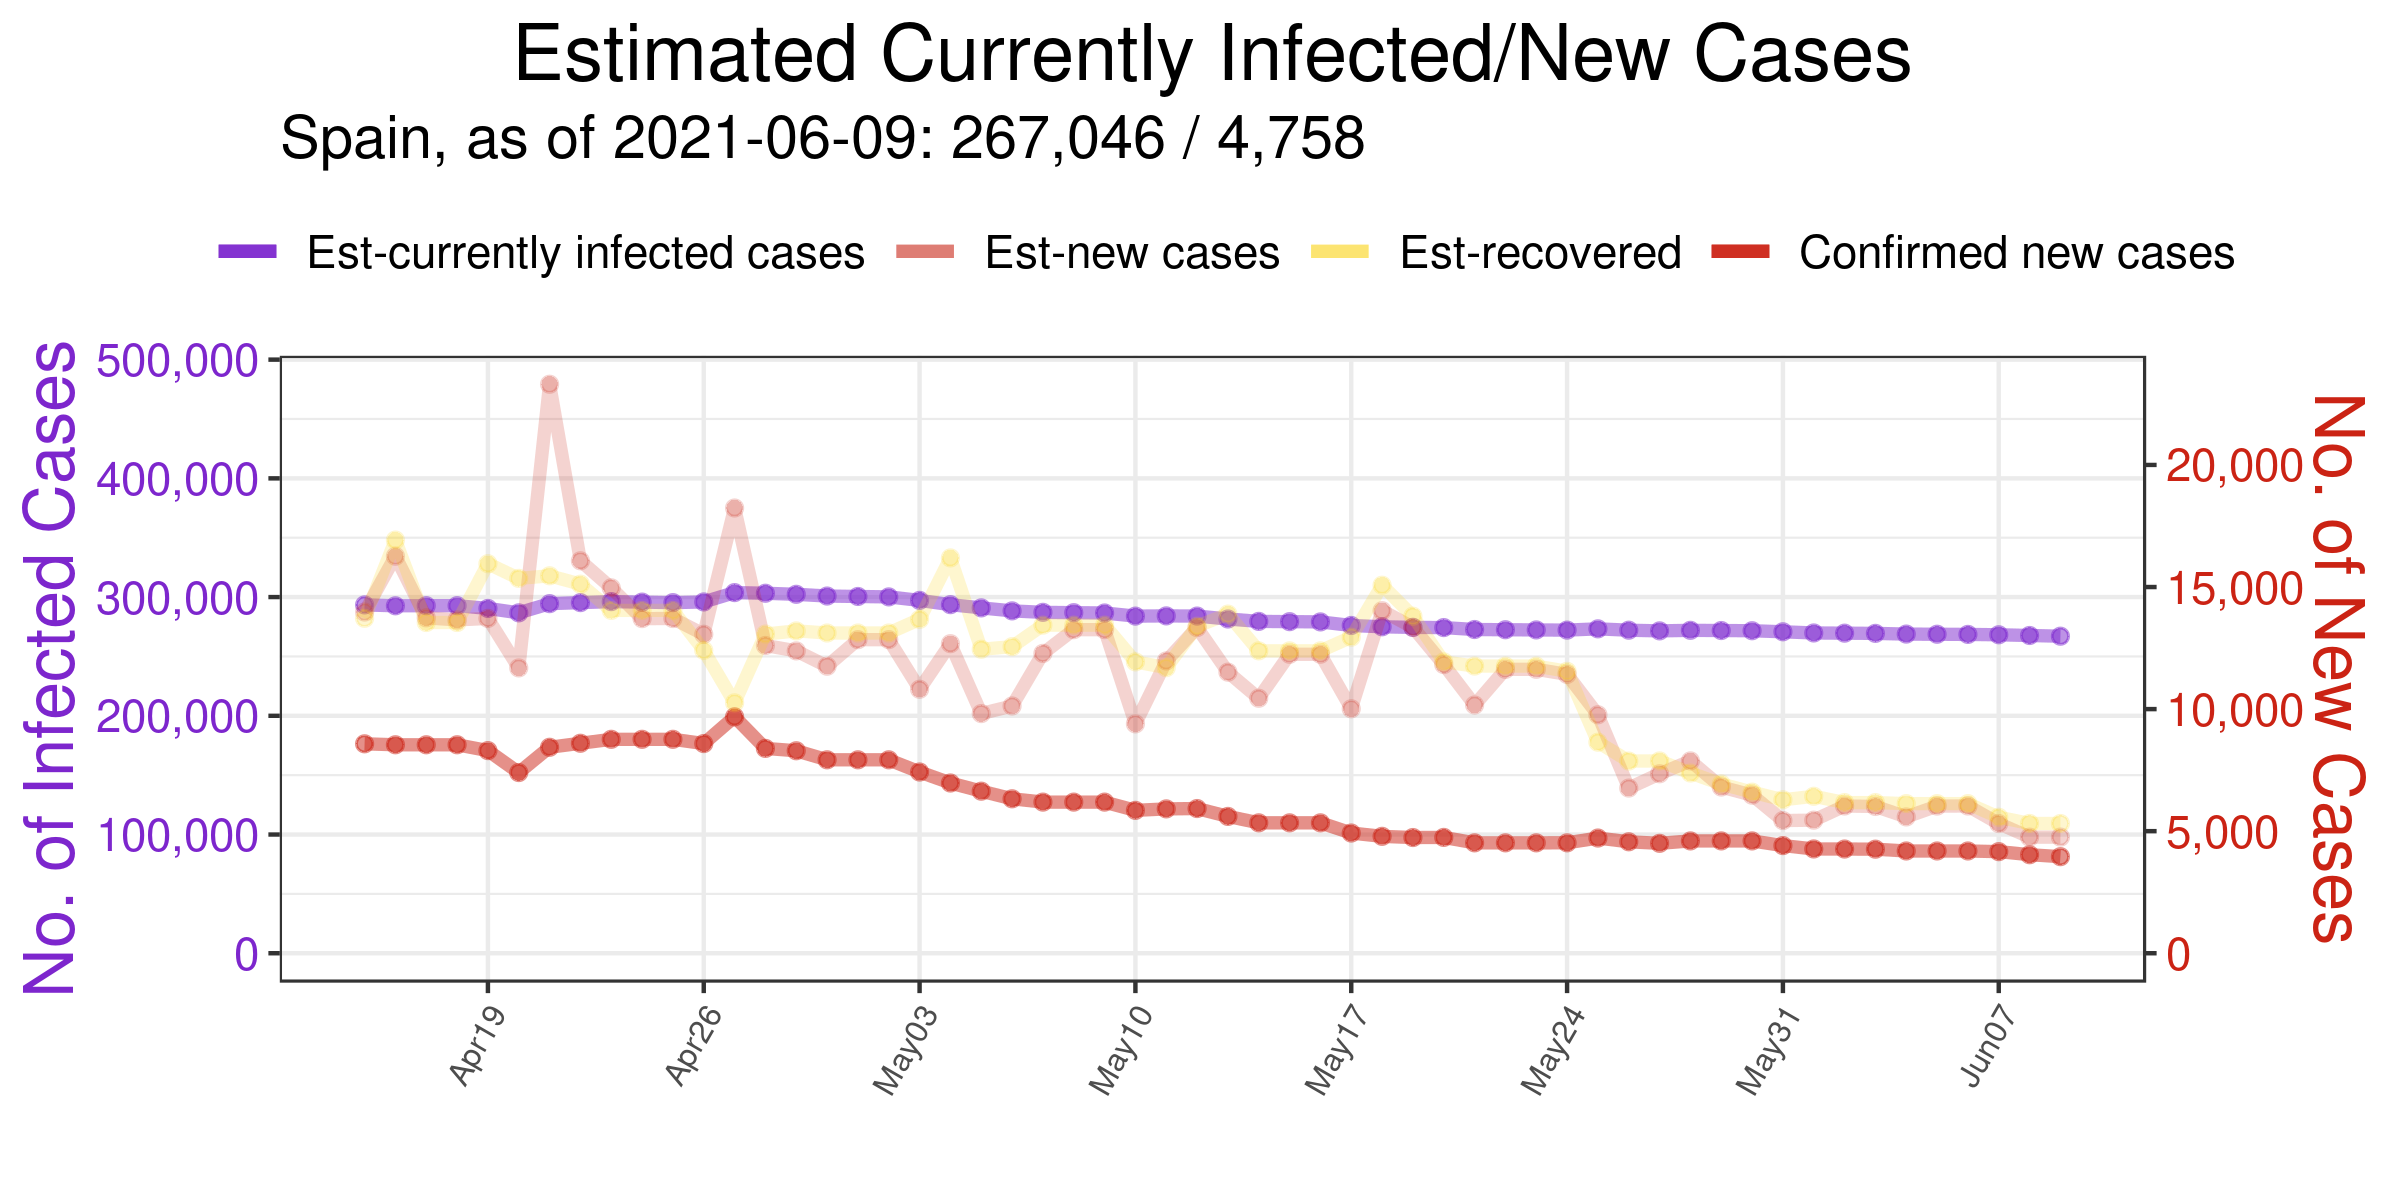 Estimated Currently Infected/New Cases
Spain, as of 2021-06-09: 267,046 / 4,758
Est-currently infected cases Est-new cases Est-recovered Confirmed new cases
No. of Infected Cases
500,000
400,000
300,000
200,000
100,000
0
20,000
15,000
10,000
5,000
0
No. of New Cases
Apr19 Apr26 May03 May10 May17 May24 May31 Jun07